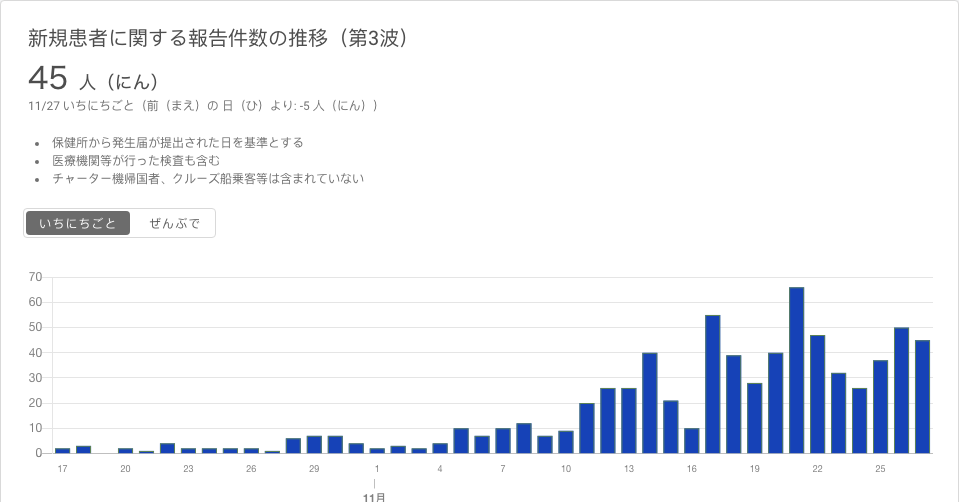 新規患者に関する報告件数の推移（第3波）
45 人（にん）
11/27 いちにちごと（前（まえ）の 日（ひ）より: -5 人（にん））
保健所から発生届が提出された日を基準とする
医療機関等が行った検査も含む
チャーター機帰国者、クルーズ船乗客等は含まれていない
いちにちごと ぜんぶで
70
60
50
40
30
20
10
0
17 20 23 26 29 1 4 7 10 13 16 19 22 25
11月